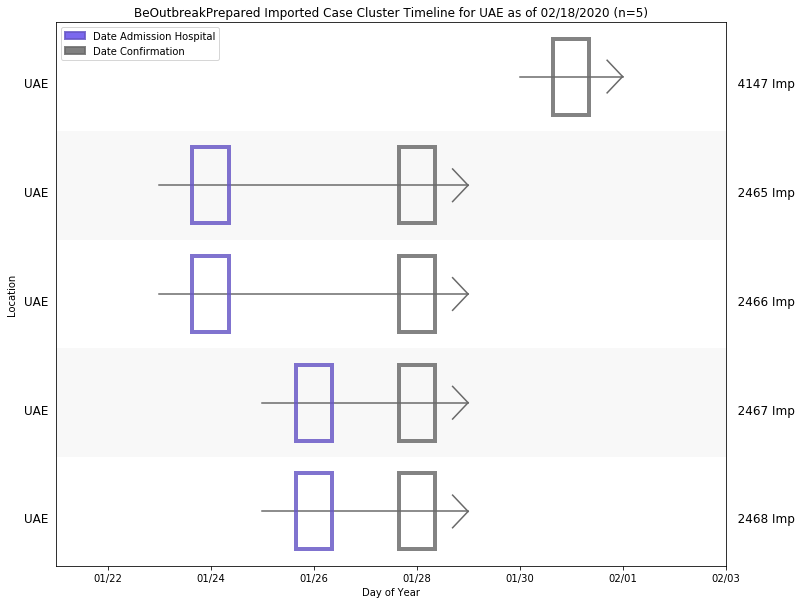 BeOutbreakPrepared Imported Case Cluster Timeline for UAE as of 02/18/2020 (n=5)
Date Admission Hospital
Date Confirmation
UAE 4147 Imp
UAE 2465 Imp
Location
UAE 2466 Imp
UAE 2467 Imp
UAE 2468 Imp
01/22 01/24 01/26 01/28 01/30 02/01 02/03
Day of Year